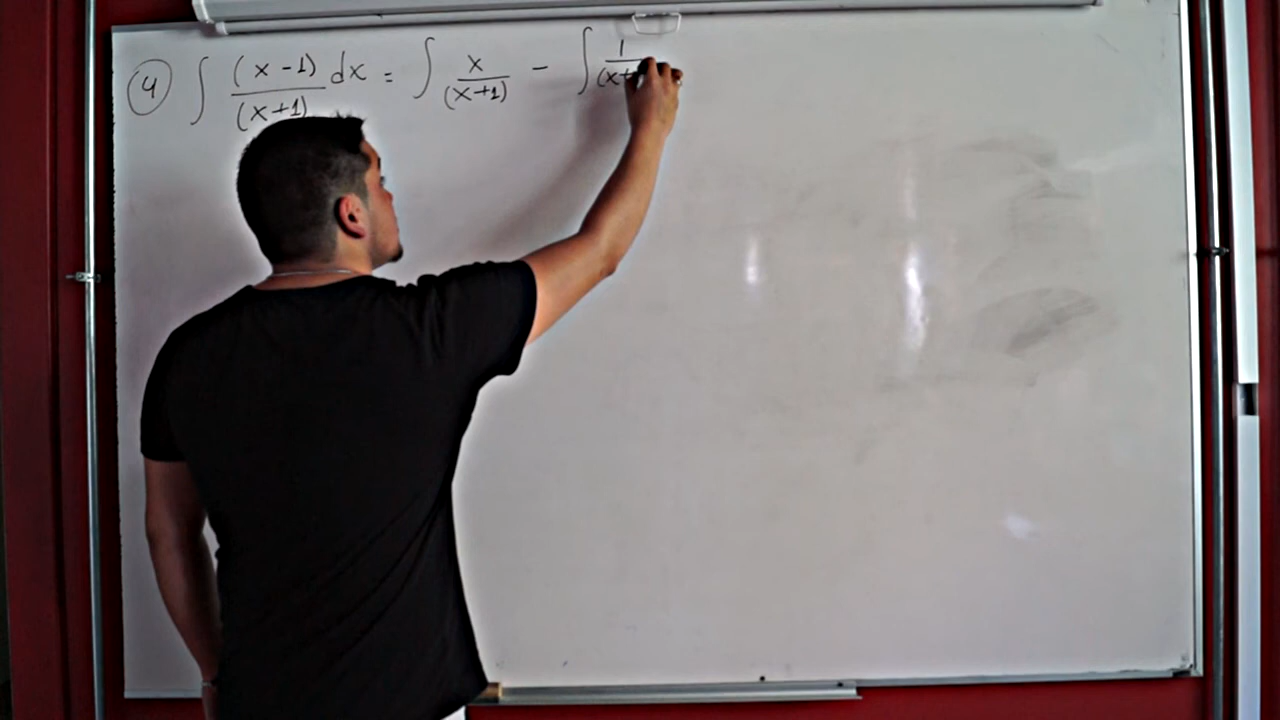 ④ ∫ (x-1)/(x+1) dx = ∫ x/(x+1) - ∫ 1/(x+